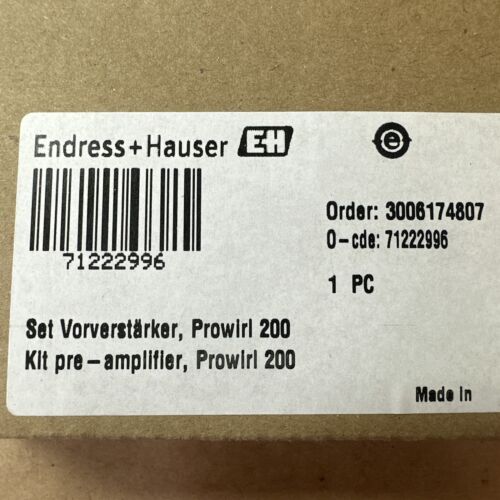 Endress+Hauser EH
e
71222996
Order: 3006174807
O-cde: 71222996
1 PC
Set Vorverstärker, Prowirl 200
Kit pre-amplifier, Prowirl 200
Made in